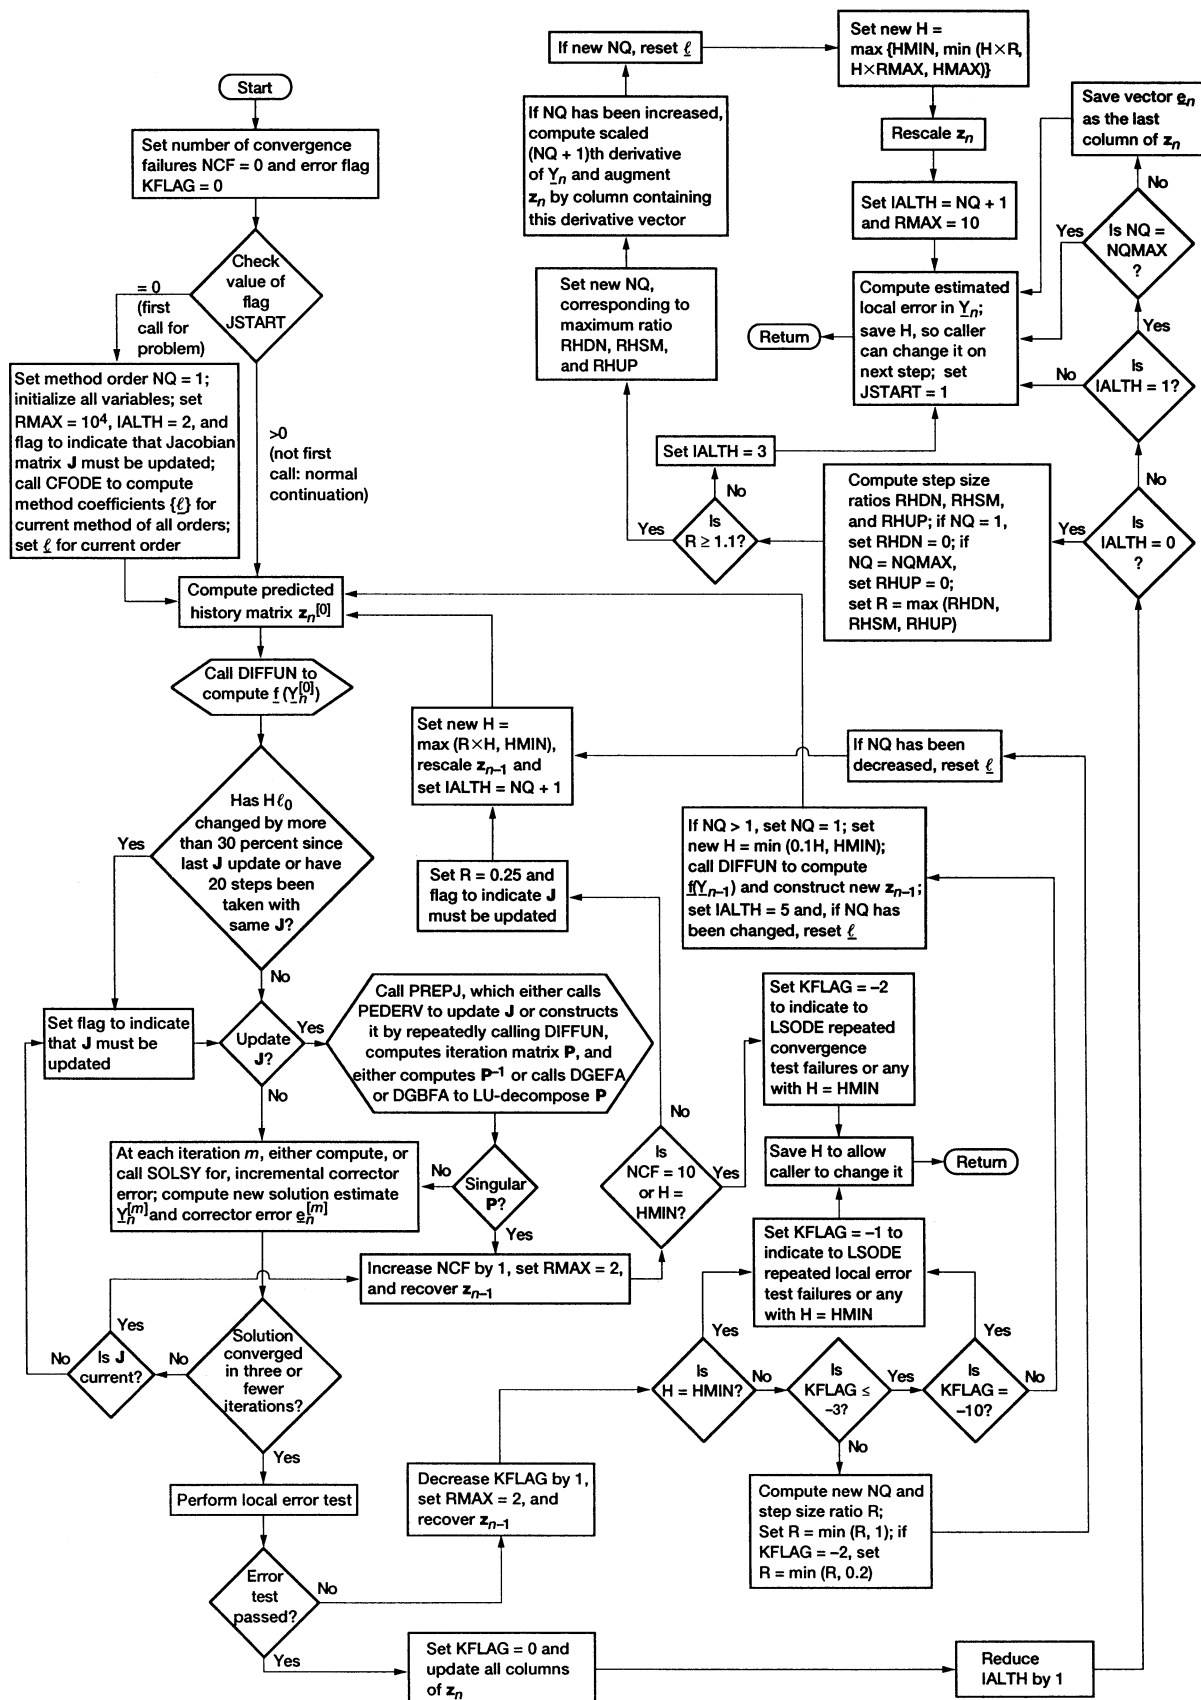 Start
Set number of convergence
failures NCF = 0 and error flag
KFLAG = 0
Check
value of
flag
JSTART
= 0
(first
call for
problem)
>0
(not first
call: normal
continuation)
Set method order NQ = 1;
initialize all variables; set
RMAX = 10⁴, IALTH = 2, and
flag to indicate that Jacobian
matrix J must be updated;
call CFODE to compute
method coefficients {ℓ} for
current method of all orders;
set ℓ for current order
Compute predicted
history matrix zₙ[0]
Call DIFFUN to
compute f (Yₙ[0])
Has Hℓ₀
changed by more
than 30 percent since
last J update or have
20 steps been
taken with
same J?
Yes
No
Set flag to indicate
that J must be
updated
Update
J?
Yes
No
Call PREPJ, which either calls
PEDERV to update J or constructs
it by repeatedly calling DIFFUN,
computes iteration matrix P, and
either computes P⁻¹ or calls DGEFA
or DGBFA to LU-decompose P
Singular
P?
No
Yes
At each iteration m, either compute, or
call SOLSY for, incremental corrector
error; compute new solution estimate
Yₙ[m] and corrector error eₙ[m]
Increase NCF by 1, set RMAX = 2,
and recover zₙ₋₁
Solution
converged
in three or
fewer
iterations?
No
Yes
Is J
current?
Yes
No
Perform local error test
Error
test
passed?
No
Yes
Decrease KFLAG by 1,
set RMAX = 2, and
recover zₙ₋₁
Set KFLAG = 0 and
update all columns
of zₙ
Reduce
IALTH by 1
Is
NCF = 10
or H =
HMIN?
No
Yes
Set R = 0.25 and
flag to indicate J
must be updated
Set new H =
max (R×H, HMIN),
rescale zₙ₋₁ and
set IALTH = NQ + 1
If NQ has been
decreased, reset ℓ
If NQ > 1, set NQ = 1; set
new H = min (0.1H, HMIN);
call DIFFUN to compute
f(Yₙ₋₁) and construct new zₙ₋₁;
set IALTH = 5 and, if NQ has
been changed, reset ℓ
Set KFLAG = –2
to indicate to
LSODE repeated
convergence
test failures or any
with H = HMIN
Save H to allow
caller to change it
Return
Set KFLAG = –1 to
indicate to LSODE
repeated local error
test failures or any
with H = HMIN
Is
H = HMIN?
Yes
No
Is
KFLAG ≤
–3?
Yes
No
Is
KFLAG =
–10?
Yes
No
Compute new NQ and
step size ratio R;
Set R = min (R, 1); if
KFLAG = –2, set
R = min (R, 0.2)
Is
IALTH = 0
?
Yes
No
Is
IALTH = 1?
No
Yes
Is NQ =
NQMAX
?
Yes
No
Save vector eₙ
as the last
column of zₙ
Compute step size
ratios RHDN, RHSM,
and RHUP; if NQ = 1,
set RHDN = 0; if
NQ = NQMAX,
set RHUP = 0;
set R = max (RHDN,
RHSM, RHUP)
Is
R ≥ 1.1?
Yes
No
Set IALTH = 3
Set new NQ,
corresponding to
maximum ratio
RHDN, RHSM,
and RHUP
If NQ has been increased,
compute scaled
(NQ + 1)th derivative
of Yₙ and augment
zₙ by column containing
this derivative vector
If new NQ, reset ℓ
Set new H =
max {HMIN, min (H×R,
H×RMAX, HMAX)}
Rescale zₙ
Set IALTH = NQ + 1
and RMAX = 10
Compute estimated
local error in Yₙ;
save H, so caller
can change it on
next step; set
JSTART = 1
Return